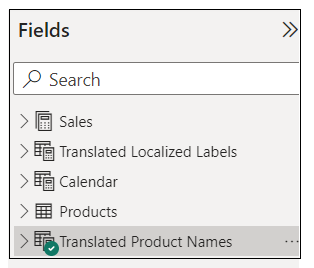 Fields
Search
Sales
Translated Localized Labels
Calendar
Products
Translated Product Names